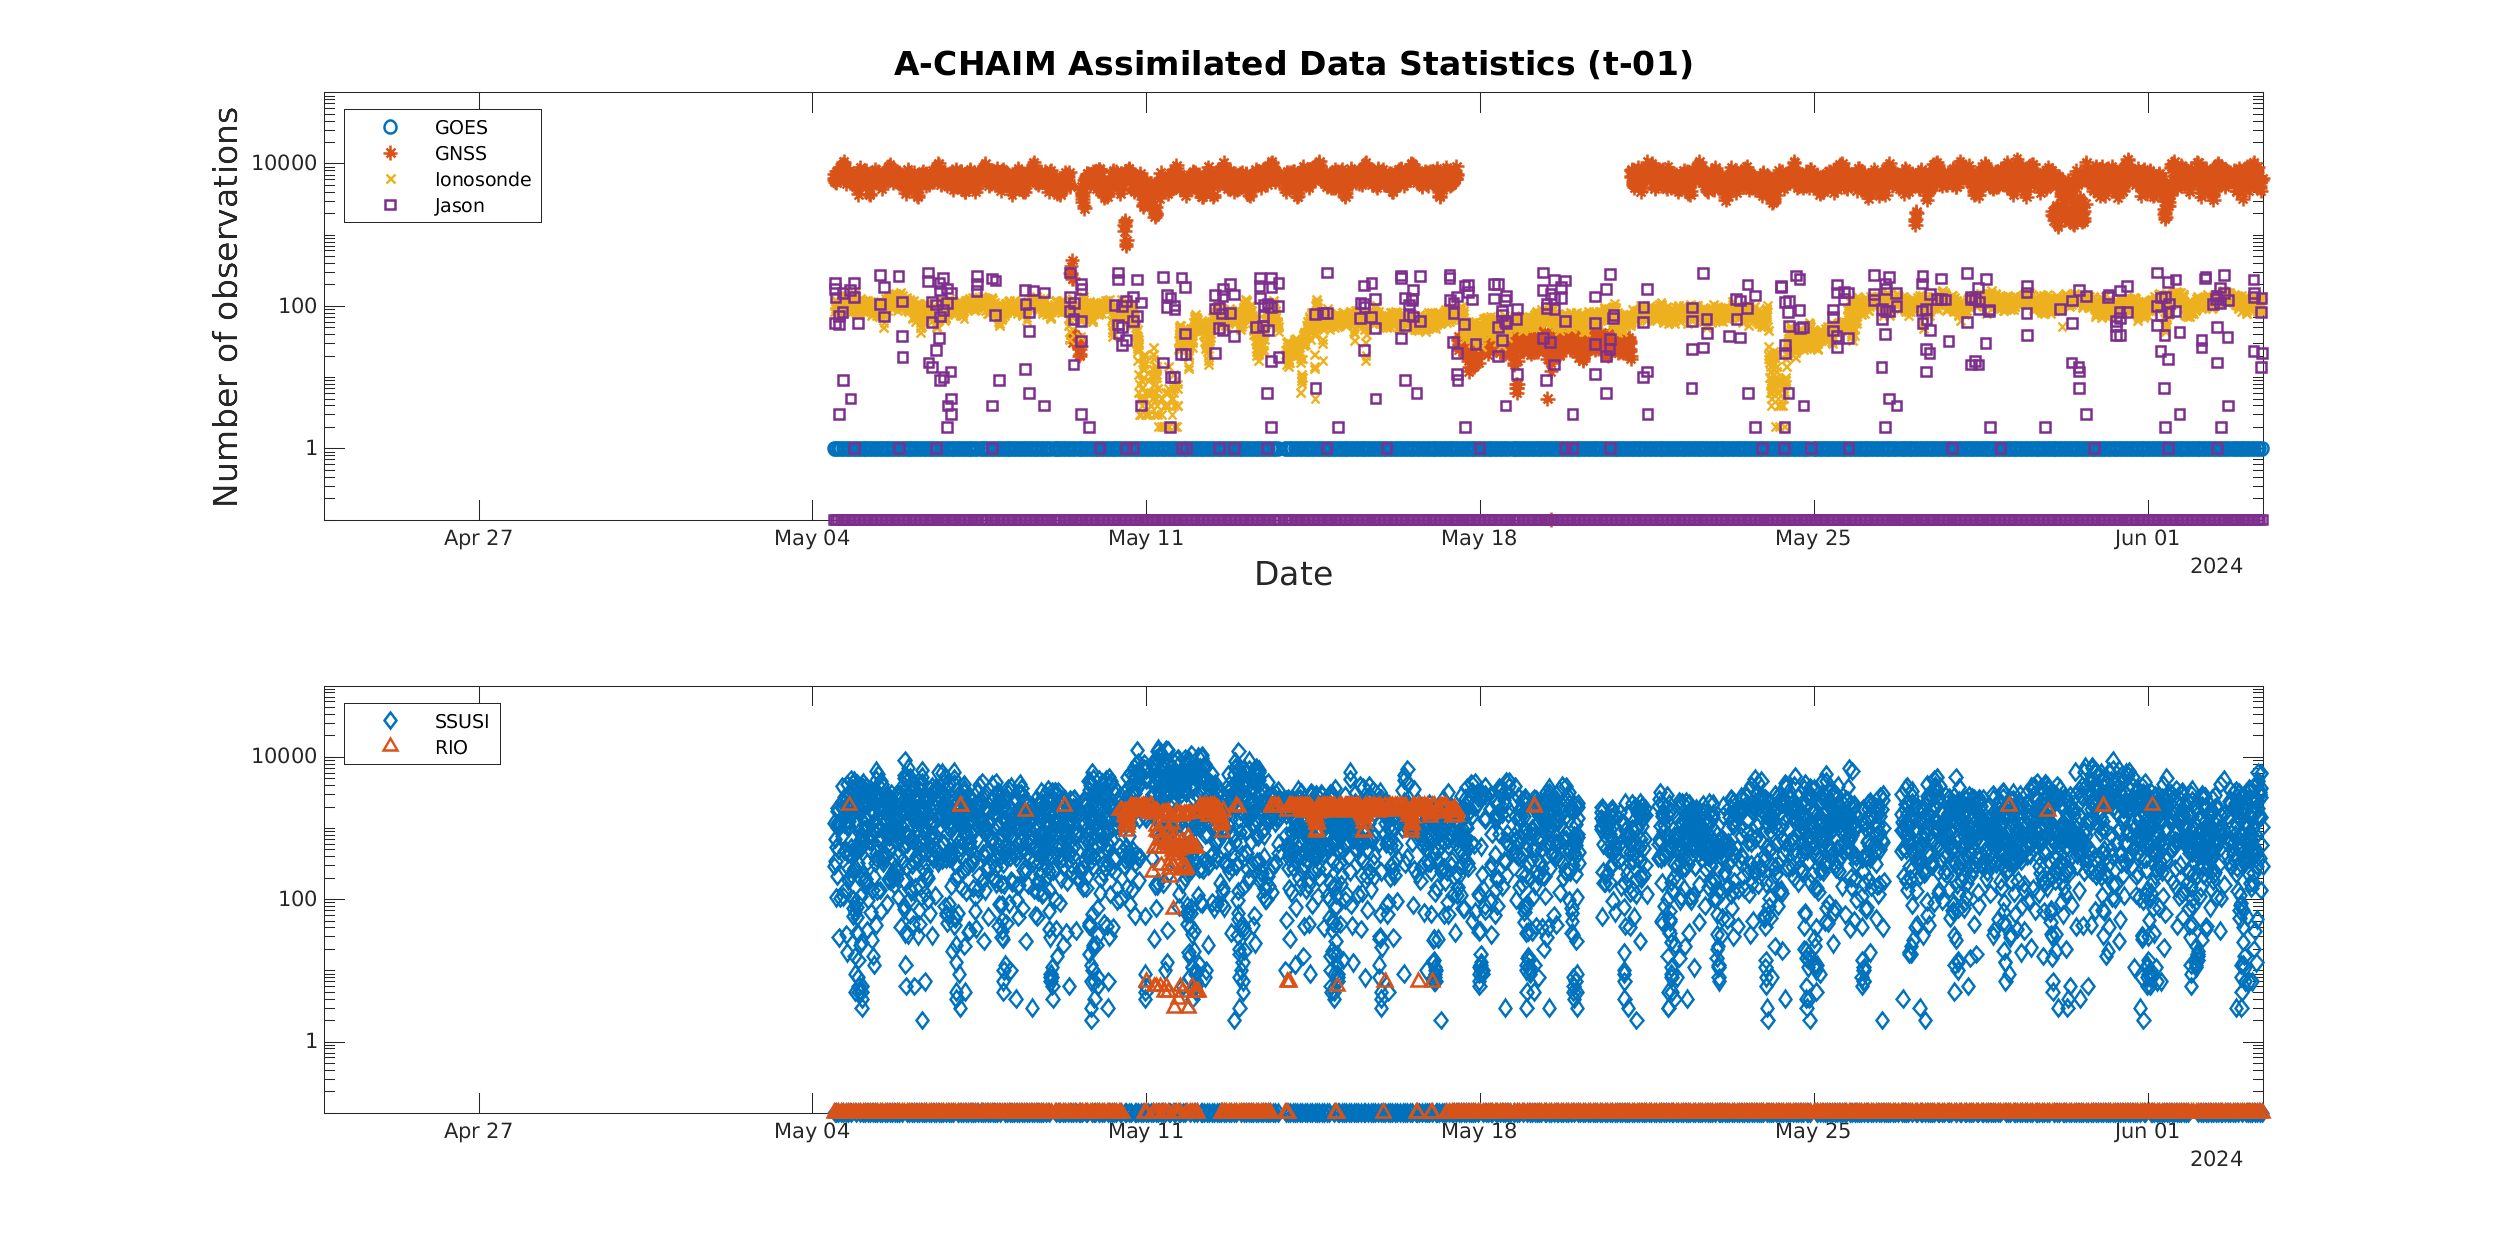 A-CHAIM Assimilated Data Statistics (t-01)
Number of observations
10000
100
1
GOES
GNSS
Ionosonde
Jason
Apr 27
May 04
May 11
May 18
May 25
Jun 01
2024
Date
10000
100
1
SSUSI
RIO
Apr 27
May 04
May 11
May 18
May 25
Jun 01
2024